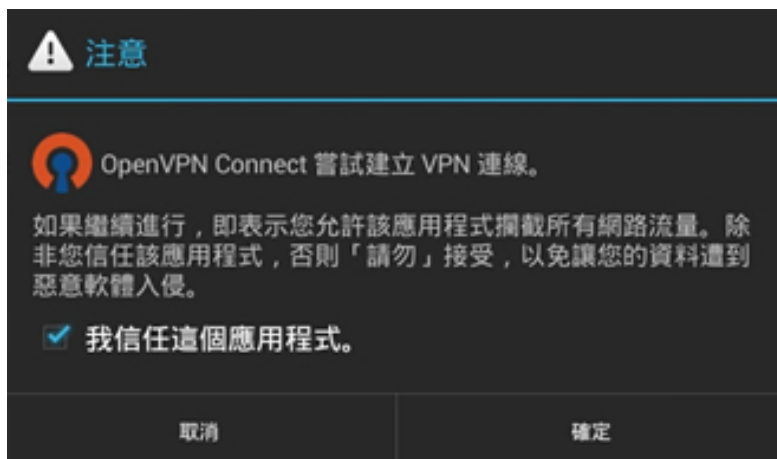 注意
OpenVPN Connect 嘗試建立 VPN 連線。
如果繼續進行，即表示您允許該應用程式攔截所有網路流量。除
非您信任該應用程式，否則「請勿」接受，以免讓您的資料遭到
惡意軟體入侵。
我信任這個應用程式。
取消
確定